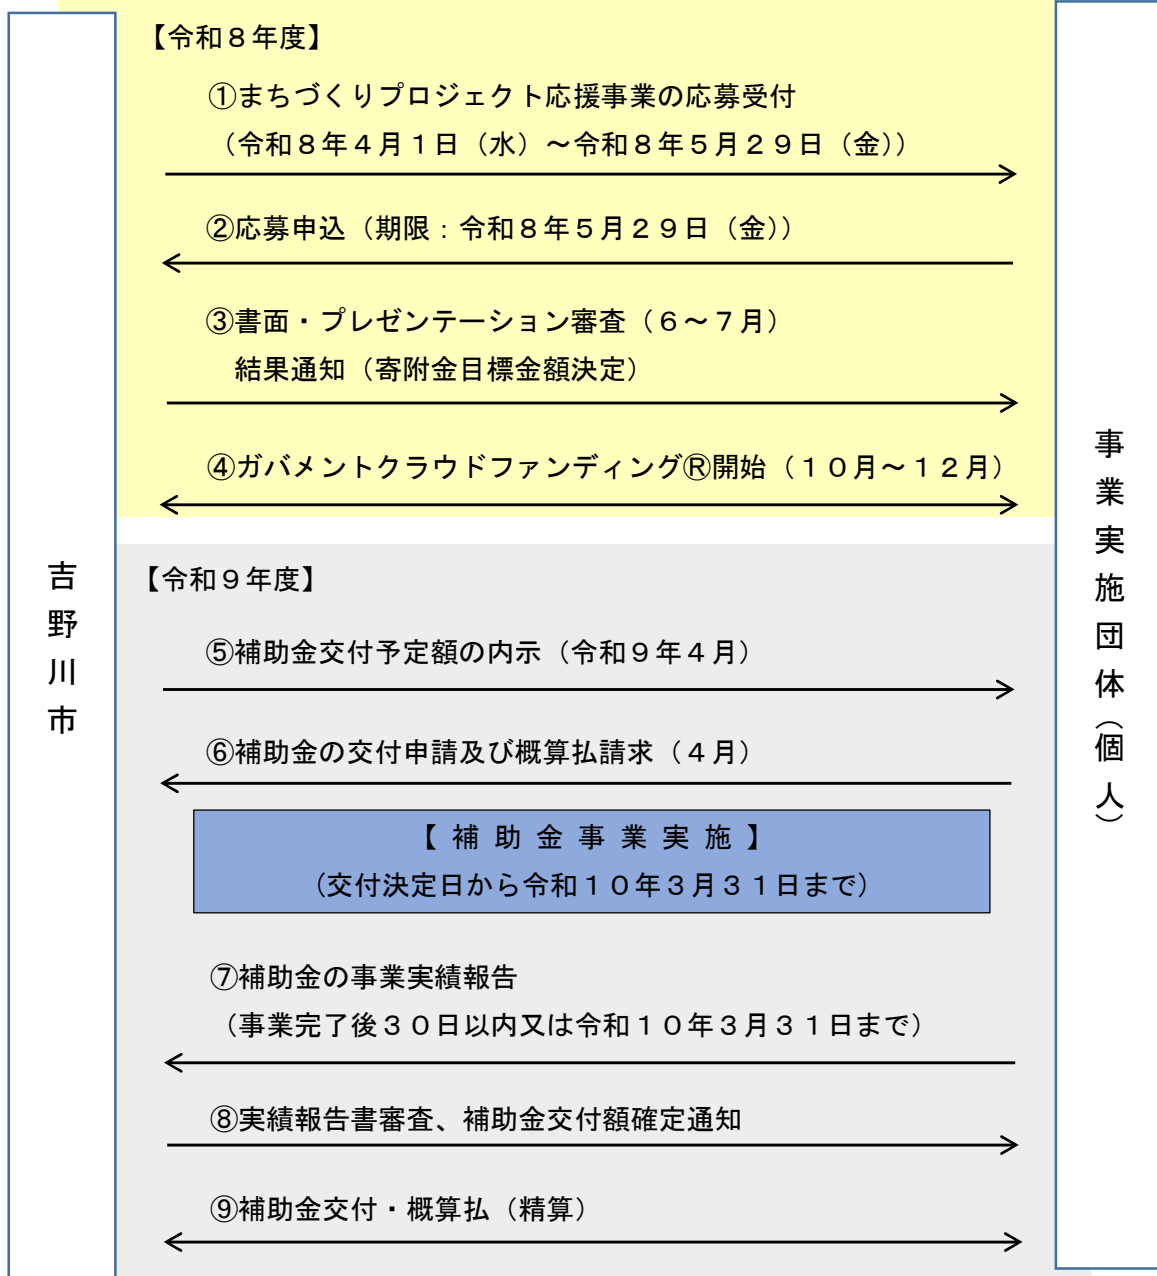 【令和８年度】
①まちづくりプロジェクト応援事業の応募受付
（令和８年４月１日（水）～令和８年５月２９日（金））
②応募申込（期限：令和８年５月２９日（金））
③書面・プレゼンテーション審査（６～７月）
結果通知（寄附金目標金額決定）
④ガバメントクラウドファンディングⓇ開始（１０月～１２月）
吉野川市
事業実施団体（個人）
【令和９年度】
⑤補助金交付予定額の内示（令和９年４月）
⑥補助金の交付申請及び概算払請求（４月）
【補助金事業実施】
（交付決定日から令和１０年３月３１日まで）
⑦補助金の事業実績報告
（事業完了後３０日以内又は令和１０年３月３１日まで）
⑧実績報告書審査、補助金交付額確定通知
⑨補助金交付・概算払（精算）